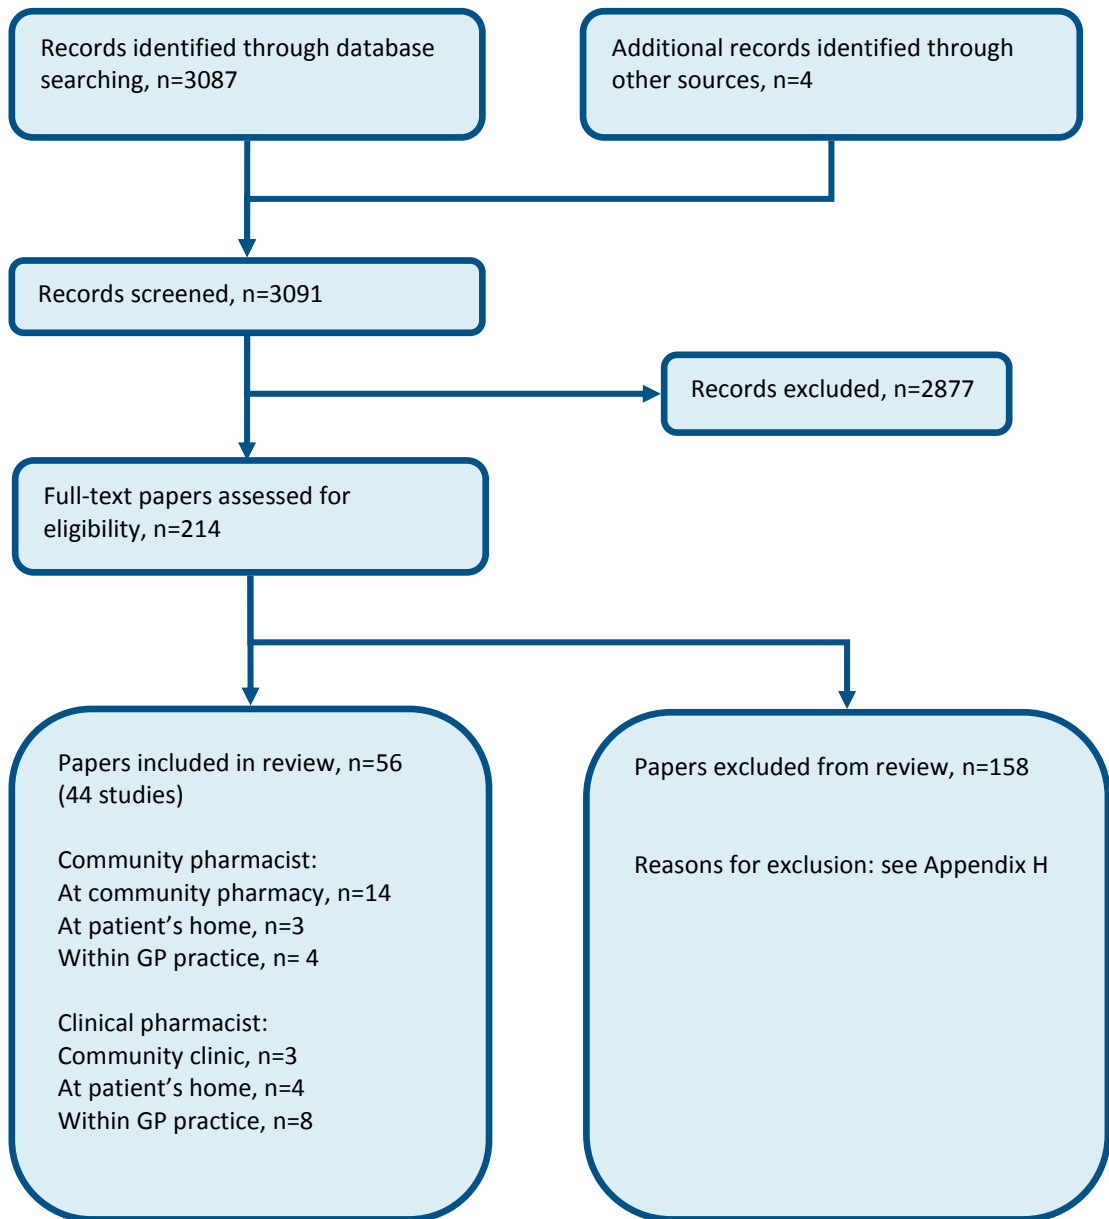 Records identified through database
searching, n=3087
Additional records identified through
other sources, n=4
Records screened, n=3091
Records excluded, n=2877
Full-text papers assessed for
eligibility, n=214
Papers included in review, n=56
(44 studies)
Community pharmacist:
At community pharmacy, n=14
At patient’s home, n=3
Within GP practice, n= 4
Clinical pharmacist:
Community clinic, n=3
At patient’s home, n=4
Within GP practice, n=8
Papers excluded from review, n=158
Reasons for exclusion: see Appendix H